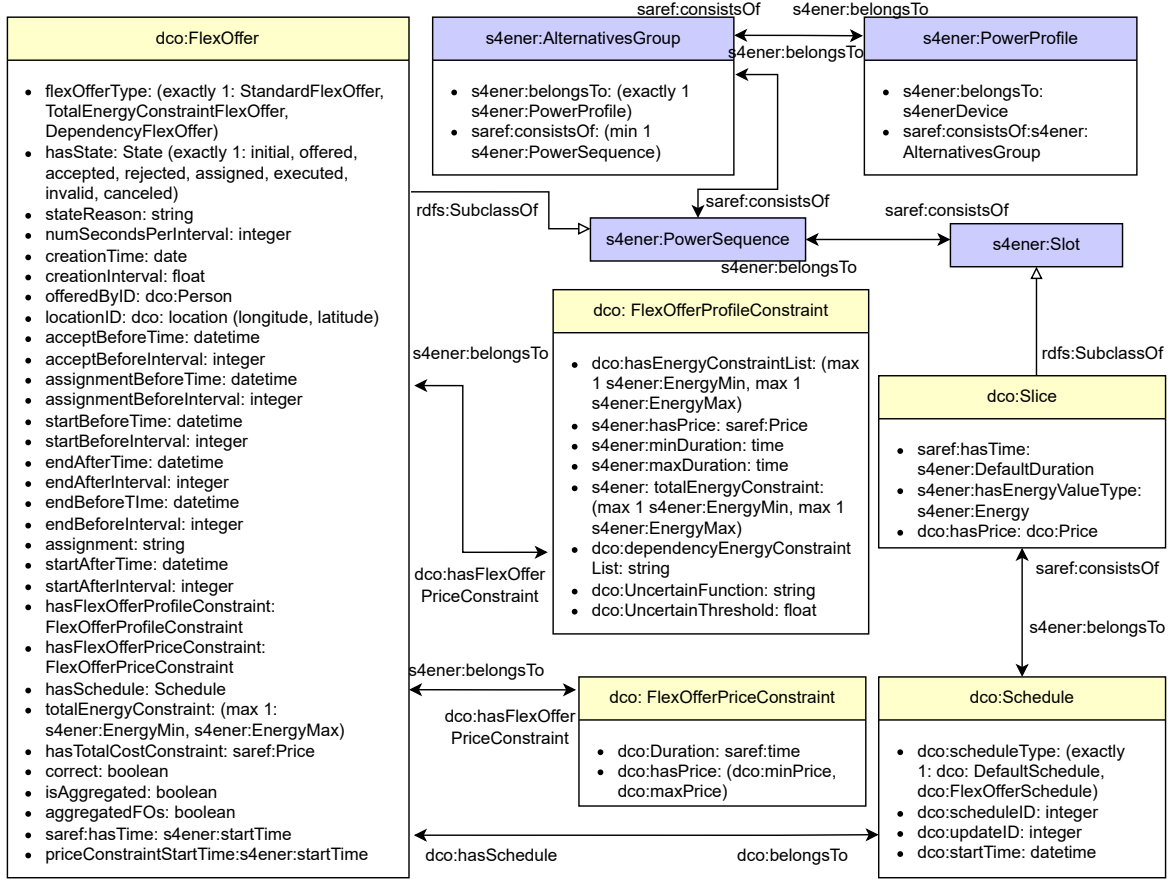 dco:FlexOffer
flexOfferType: (exactly 1: StandardFlexOffer,
TotalEnergyConstraintFlexOffer,
DependencyFlexOffer)
hasState: State (exactly 1: initial, offered,
accepted, rejected, assigned, executed,
invalid, canceled)
stateReason: string
numSecondsPerInterval: integer
creationTime: date
creationInterval: float
offeredByID: dco:Person
locationID: dco: location (longitude, latitude)
acceptBeforeTime: datetime
acceptBeforeInterval: integer
assignmentBeforeTime: datetime
assignmentBeforeInterval: integer
startBeforeTime: datetime
startBeforeInterval: integer
endAfterTime: datetime
endAfterInterval: integer
endBeforeTIme: datetime
endBeforeInterval: integer
assignment: string
startAfterTime: datetime
startAfterInterval: integer
hasFlexOfferProfileConstraint:
FlexOfferProfileConstraint
hasFlexOfferPriceConstraint:
FlexOfferPriceConstraint
hasSchedule: Schedule
totalEnergyConstraint: (max 1:
s4ener:EnergyMin, s4ener:EnergyMax)
hasTotalCostConstraint: saref:Price
correct: boolean
isAggregated: boolean
aggregatedFOs: boolean
saref:hasTime: s4ener:startTime
priceConstraintStartTime:s4ener:startTime
s4ener:AlternativesGroup
s4ener:belongsTo: (exactly 1
s4ener:PowerProfile)
saref:consistsOf: (min 1
s4ener:PowerSequence)
saref:consistsOf
s4ener:belongsTo
s4ener:belongsTo
s4ener:PowerProfile
s4ener:belongsTo:
s4enerDevice
saref:consistsOf:s4ener:
AlternativesGroup
rdfs:SubclassOf
saref:consistsOf
s4ener:PowerSequence
s4ener:belongsTo
saref:consistsOf
s4ener:Slot
rdfs:SubclassOf
s4ener:belongsTo
dco:hasFlexOffer
PriceConstraint
dco: FlexOfferProfileConstraint
dco:hasEnergyConstraintList: (max
1 s4ener:EnergyMin, max 1
s4ener:EnergyMax)
s4ener:hasPrice: saref:Price
s4ener:minDuration: time
s4ener:maxDuration: time
s4ener: totalEnergyConstraint:
(max 1 s4ener:EnergyMin, max 1
s4ener:EnergyMax)
dco:dependencyEnergyConstraint
List: string
dco:UncertainFunction: string
dco:UncertainThreshold: float
dco:Slice
saref:hasTime:
s4ener:DefaultDuration
s4ener:hasEnergyValueType:
s4ener:Energy
dco:hasPrice: dco:Price
saref:consistsOf
s4ener:belongsTo
s4ener:belongsTo
dco:hasFlexOffer
PriceConstraint
dco: FlexOfferPriceConstraint
dco:Duration: saref:time
dco:hasPrice: (dco:minPrice,
dco:maxPrice)
dco:Schedule
dco:scheduleType: (exactly
1: dco: DefaultSchedule,
dco:FlexOfferSchedule)
dco:scheduleID: integer
dco:updateID: integer
dco:startTime: datetime
dco:hasSchedule
dco:belongsTo